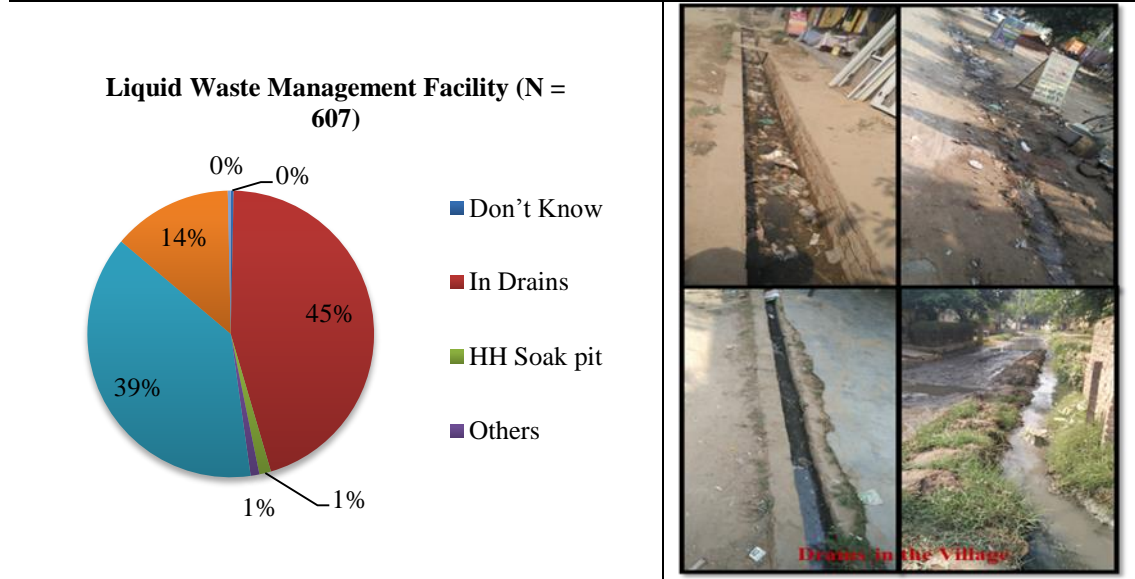 Liquid Waste Management Facility (N =
607)
0%
0%
14%
45%
39%
1%
1%
Don’t Know
In Drains
HH Soak pit
Others
Drains in the Village